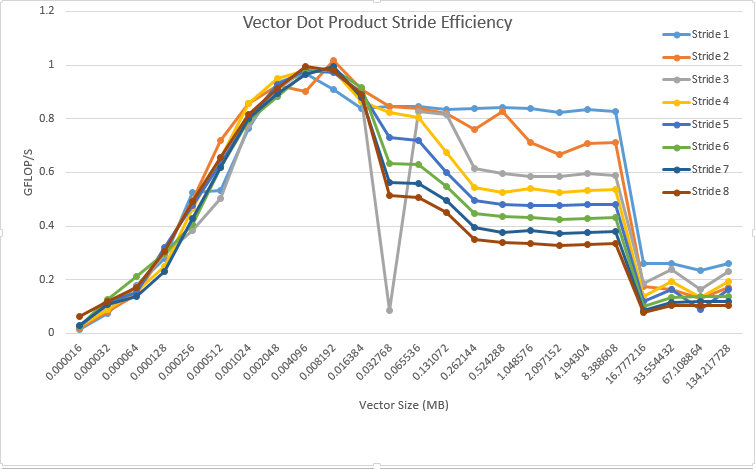 Vector Dot Product Stride Efficiency
1.2
1
0.8
0.6
0.4
0.2
0
GFLOP/S
Stride 1
Stride 2
Stride 3
Stride 4
Stride 5
Stride 6
Stride 7
Stride 8
0.000016
0.000032
0.000064
0.000128
0.000256
0.000512
0.001024
0.002048
0.004096
0.008192
0.016384
0.032768
0.065536
0.131072
0.262144
0.524288
1.048576
2.097152
4.194304
8.388608
16.777216
33.554432
67.108864
134.217728
Vector Size (MB)